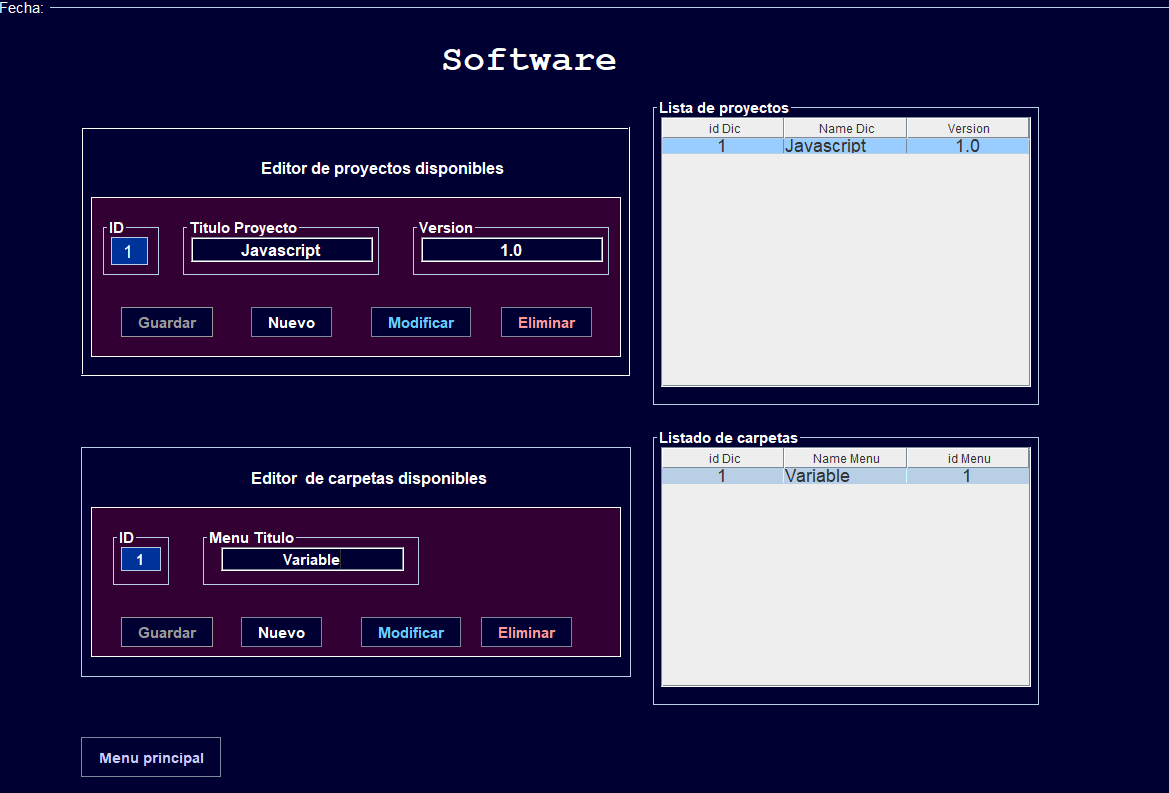 Fecha:
Software
Editor de proyectos disponibles
ID
Titulo Proyecto
Version
1
Javascript
1.0
Guardar
Nuevo
Modificar
Eliminar
Lista de proyectos
id Dic Name Dic Version
1 Javascript 1.0
Editor de carpetas disponibles
ID
Menu Titulo
1
Variable
Guardar
Nuevo
Modificar
Eliminar
Listado de carpetas
id Dic Name Menu id Menu
1 Variable 1
Menu principal